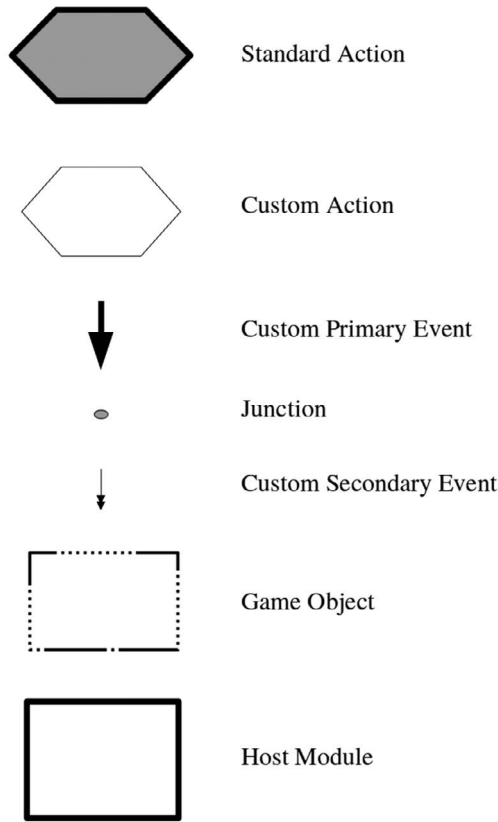 Standard Action
Custom Action
Custom Primary Event
Junction
Custom Secondary Event
Game Object
Host Module